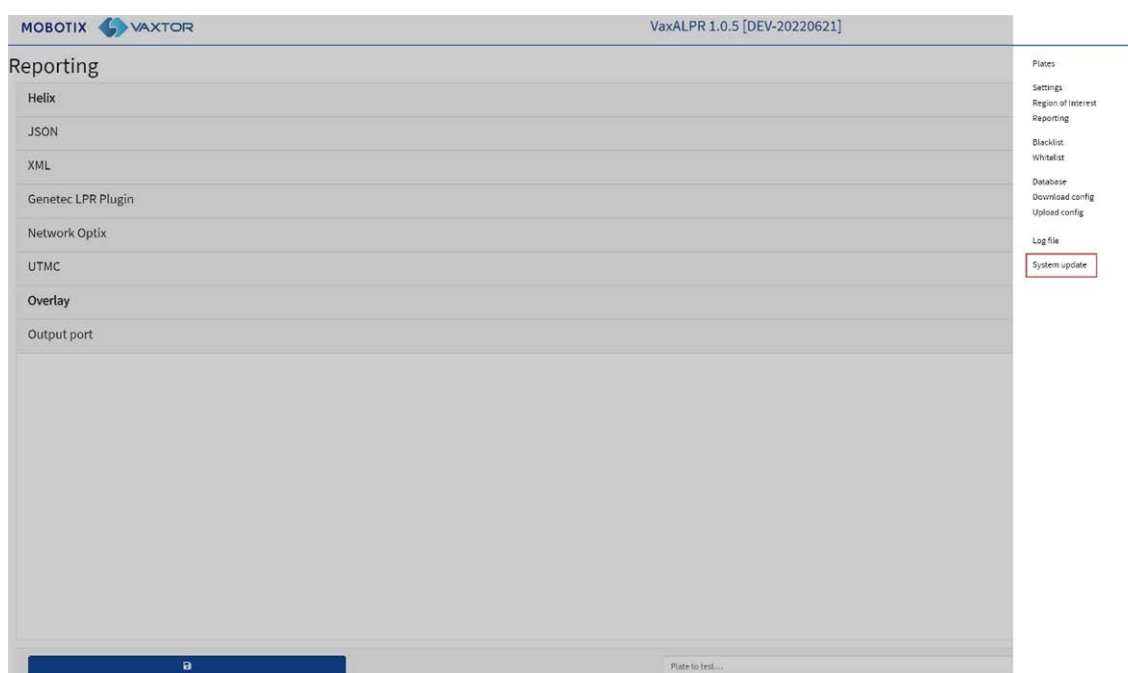 MOBOTIX VAXTOR
VaxALPR 1.0.5 [DEV-20220621]
Reporting
Helix
JSON
XML
Genetec LPR Plugin
Network Optix
UTMC
Overlay
Output port
Plate to test....
Plates
Settings
Region of Interest
Reporting
Blacklist
Whitelist
Database
Download config
Upload config
Log file
System update